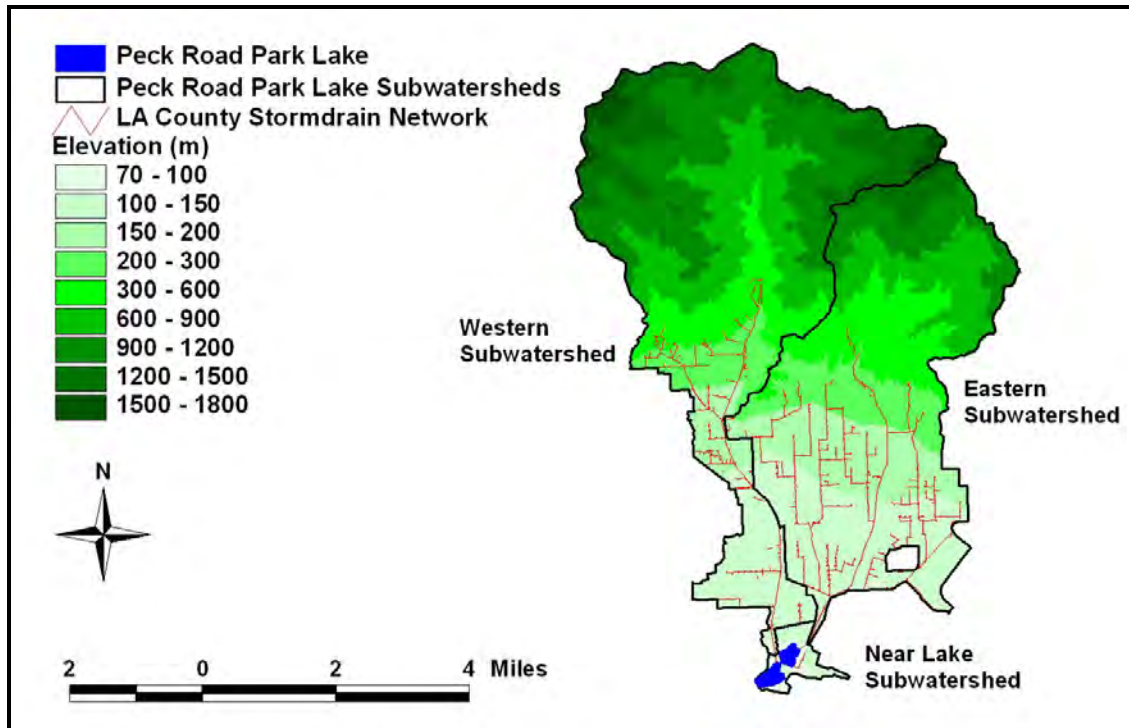 Peck Road Park Lake
Peck Road Park Lake Subwatersheds
LA County Stormdrain Network
Elevation (m)
70 - 100
100 - 150
150 - 200
200 - 300
300 - 600
600 - 900
900 - 1200
1200 - 1500
1500 - 1800
Western
Subwatershed
Eastern
Subwatershed
N
Near Lake
Subwatershed
2 0 2 4 Miles